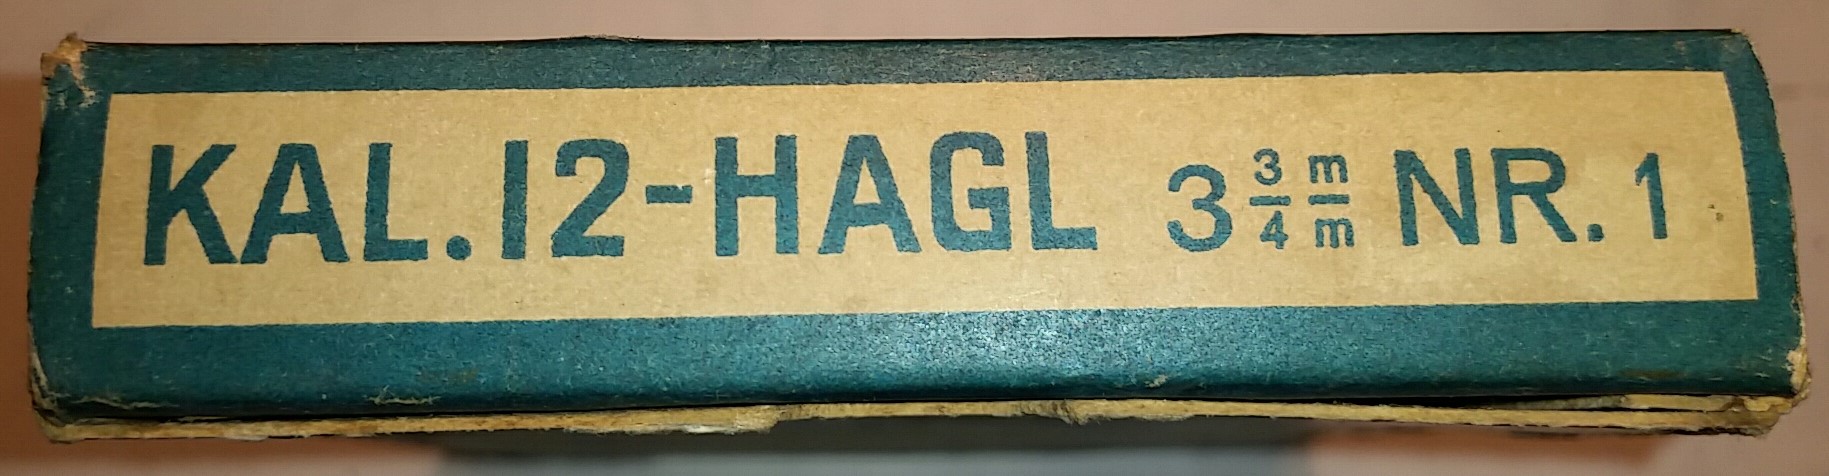 KAL.12-HAGL 3 3/4 m/m NR. 1